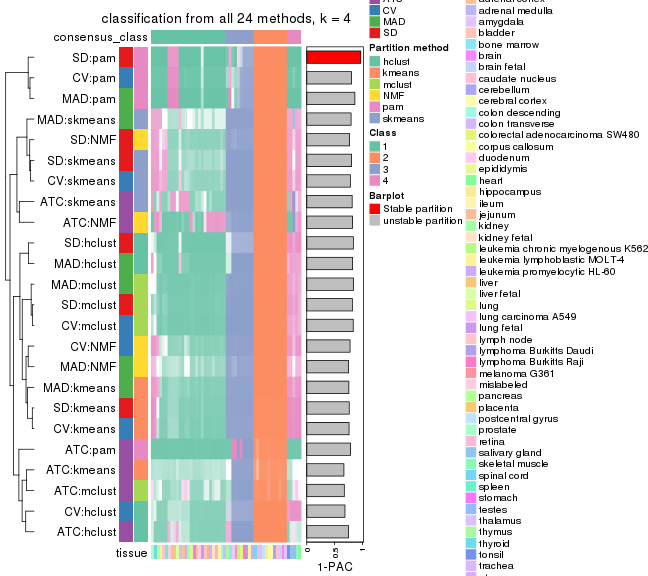 classification from all 24 methods, k = 4
consensus_class
SD:pam
CV:pam
MAD:pam
MAD:skmeans
SD:NMF
SD:skmeans
CV:skmeans
ATC:skmeans
ATC:NMF
SD:hclust
MAD:hclust
MAD:mclust
SD:mclust
CV:mclust
CV:NMF
MAD:NMF
MAD:kmeans
SD:kmeans
CV:kmeans
ATC:pam
ATC:kmeans
ATC:mclust
CV:hclust
ATC:hclust
tissue
0
0.5
1
1-PAC
CV
MAD
SD
Partition method
hclust
kmeans
mclust
NMF
pam
skmeans
Class
1
2
3
4
Barplot
Stable partition
unstable partition
adrenal medulla
amygdala
bladder
bone marrow
brain
brain fetal
caudate nucleus
cerebellum
cerebral cortex
colon descending
colon transverse
colorectal adenocarcinoma SW480
corpus callosum
duodenum
epididymis
heart
hippocampus
ileum
jejunum
kidney
kidney fetal
leukemia chronic myelogenous K562
leukemia lymphoblastic MOLT-4
leukemia promyelocytic HL-60
liver
liver fetal
lung
lung carcinoma A549
lung fetal
lymph node
lymphoma Burkitts Daudi
lymphoma Burkitts Raji
melanoma G361
mislabeled
pancreas
placenta
postcentral gyrus
prostate
retina
salivary gland
skeletal muscle
spinal cord
spleen
stomach
testes
thalamus
thymus
thyroid
tonsil
trachea